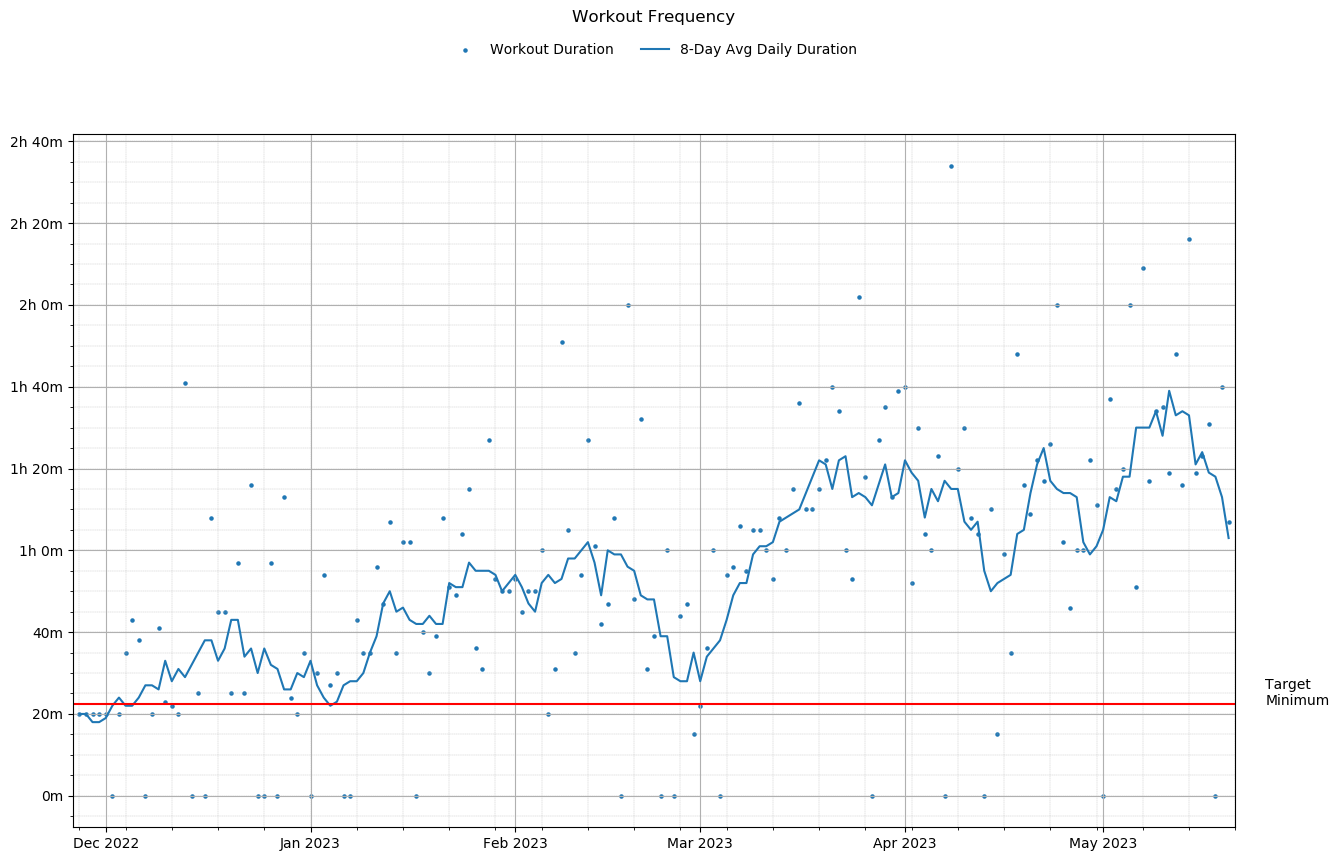 Workout Frequency
Workout Duration
8-Day Avg Daily Duration
2h 40m
2h 20m
2h 0m
1h 40m
1h 20m
1h 0m
40m
20m
0m
Target
Minimum
Dec 2022
Jan 2023
Feb 2023
Mar 2023
Apr 2023
May 2023